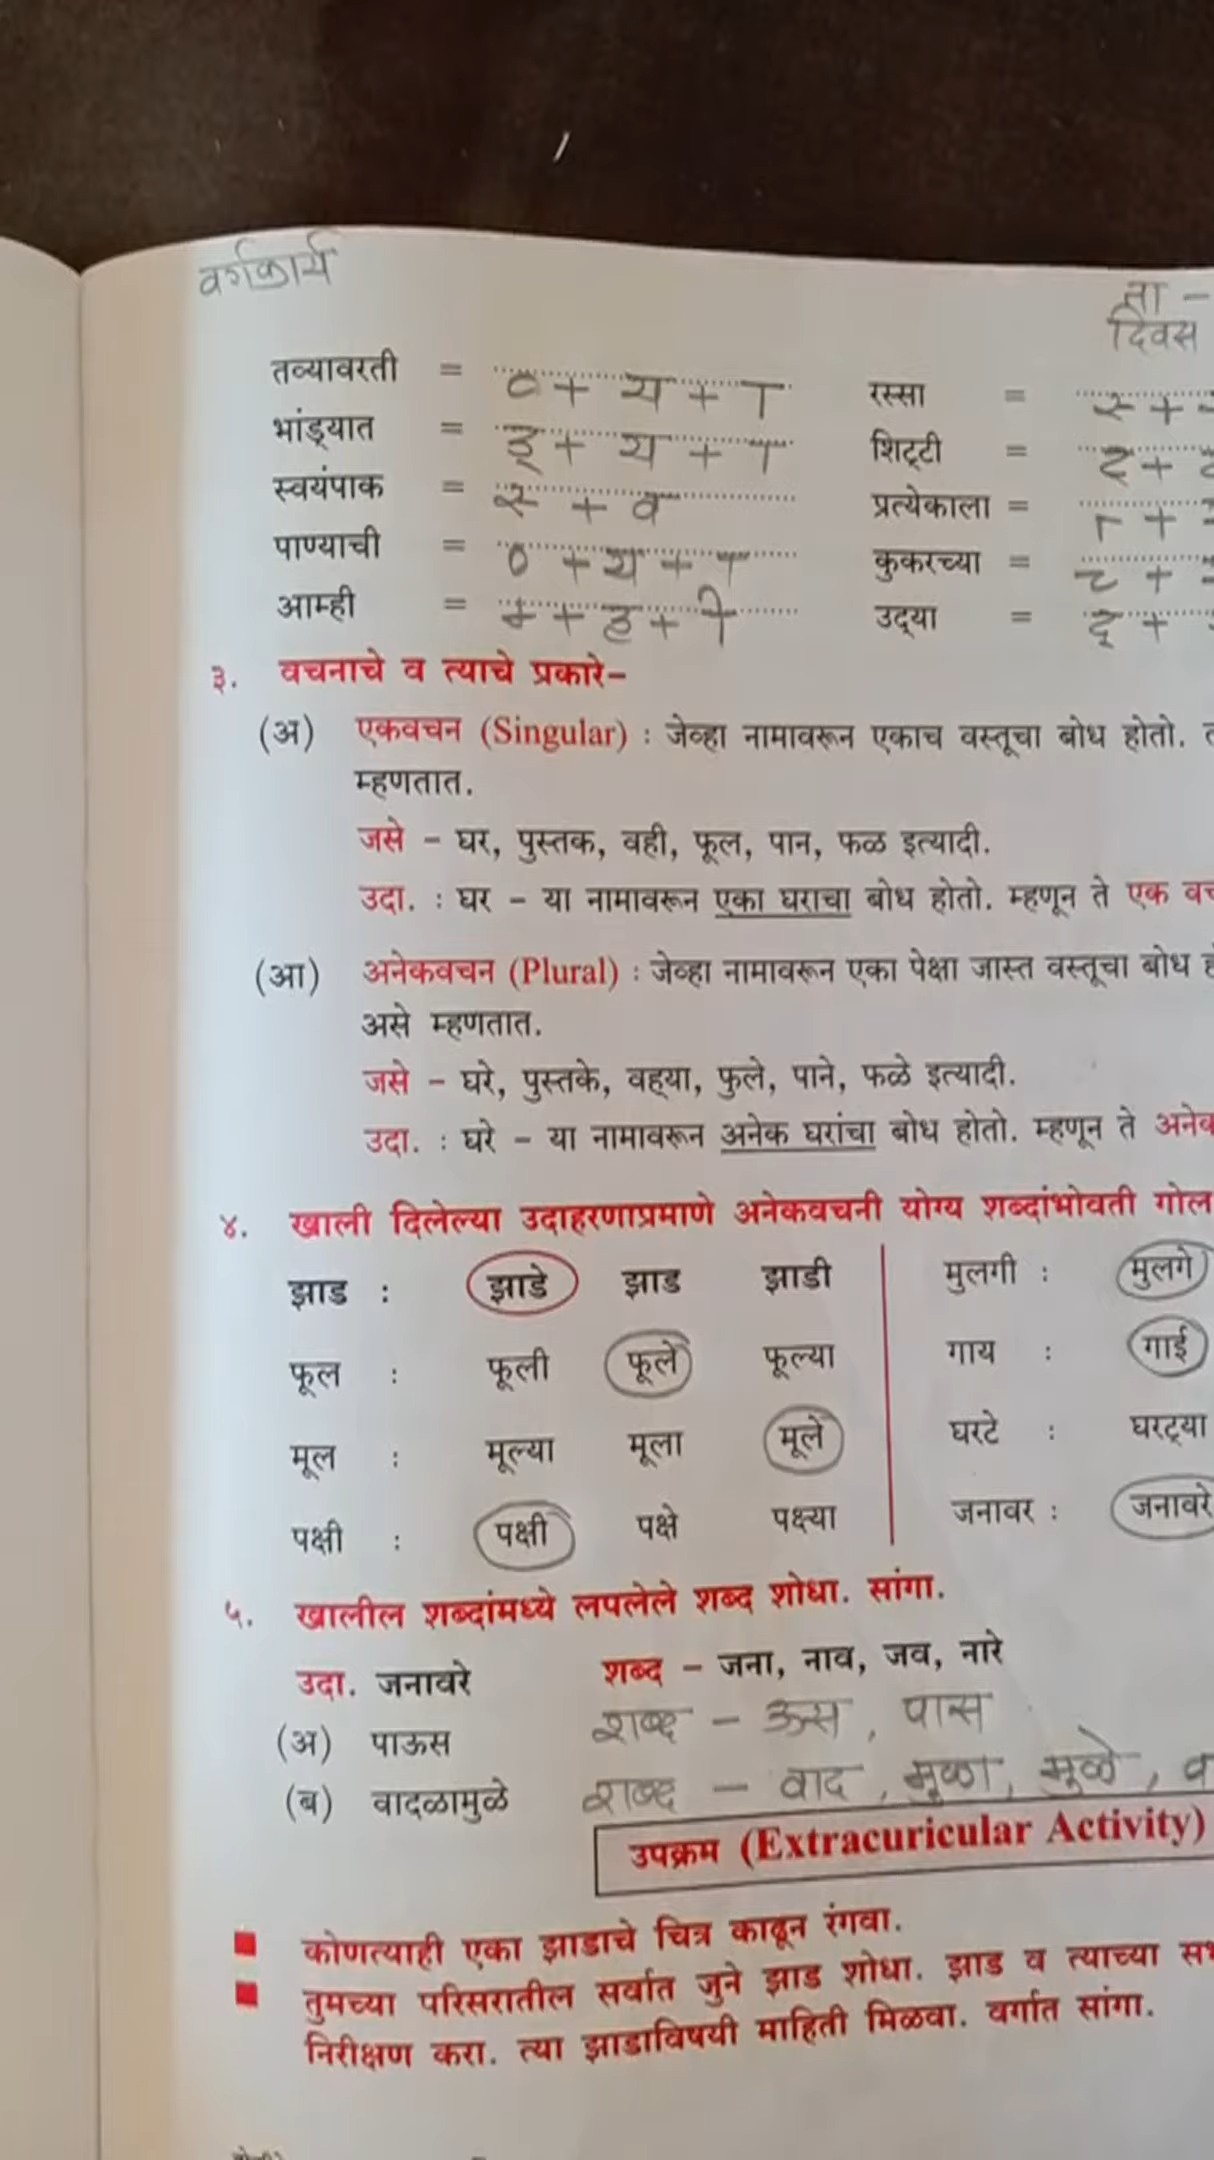 वर्गकार्य
ता -
दिवस
तव्यावरती = ० + य + ा रस्सा = स +
भांड्यात = ड + य + ा शिट्टी = ट +
स्वयंपाक = स + व प्रत्येकाला =
पाण्याची = ० + य + ा कुकरच्या = च +
आम्ही = म + ह + ी उद्या = द +
३. वचनाचे व त्याचे प्रकारे-
(अ) एकवचन (Singular) : जेव्हा नामावरून एकाच वस्तूचा बोध होतो.
म्हणतात.
जसे - घर, पुस्तक, वही, फूल, पान, फळ इत्यादी.
उदा. : घर - या नामावरून एका घराचा बोध होतो. म्हणून ते एक
(आ) अनेकवचन (Plural) : जेव्हा नामावरून एका पेक्षा जास्त वस्तूचा बोध
असे म्हणतात.
जसे - घरे, पुस्तके, वह्या, फुले, पाने, फळे इत्यादी.
उदा. : घरे - या नामावरून अनेक घरांचा बोध होतो. म्हणून ते अनेक
४. खाली दिलेल्या उदाहरणाप्रमाणे अनेकवचनी योग्य शब्दांभोवती गोल
झाड : झाडे झाड झाडी मुलगी : मुलगे
फूल : फूली फूले फूल्या गाय : गाई
मूल : मूल्या मूला मूले घरटे : घरट्या
पक्षी : पक्षी पक्षे पक्ष्या जनावर : जनावरे
५. खालील शब्दांमध्ये लपलेले शब्द शोधा. सांगा.
उदा. जनावरे शब्द - जना, नाव, जव, नारे
(अ) पाऊस शब्द - ऊस, पास
(ब) वादळामुळे शब्द - वाद, मूळा, मूळे,
उपक्रम (Extracuricular Activity)
■ कोणत्याही एका झाडाचे चित्र काढून रंगवा.
■ तुमच्या परिसरातील सर्वात जुने झाड शोधा. झाड व त्याच्या
निरीक्षण करा. त्या झाडाविषयी माहिती मिळवा. वर्गात सांगा.